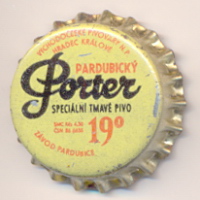 VÝCHODOČESKÉ PIVOVARY N.P.
HRADEC KRÁLOVÉ
PARDUBICKÝ
Porter
SPECIÁLNÍ TMAVÉ PIVO
19°
ZÁVOD PARDUBICE